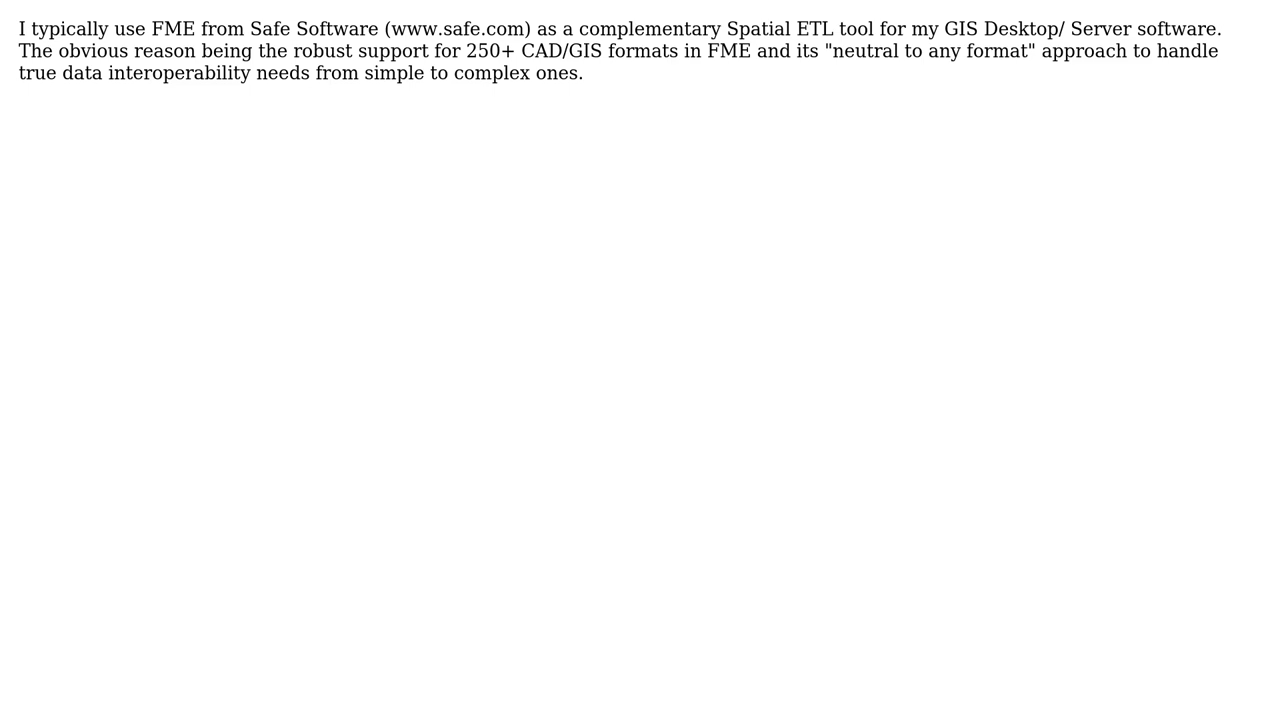 I typically use FME from Safe Software (www.safe.com) as a complementary Spatial ETL tool for my GIS Desktop/ Server software.
The obvious reason being the robust support for 250+ CAD/GIS formats in FME and its "neutral to any format" approach to handle
true data interoperability needs from simple to complex ones.